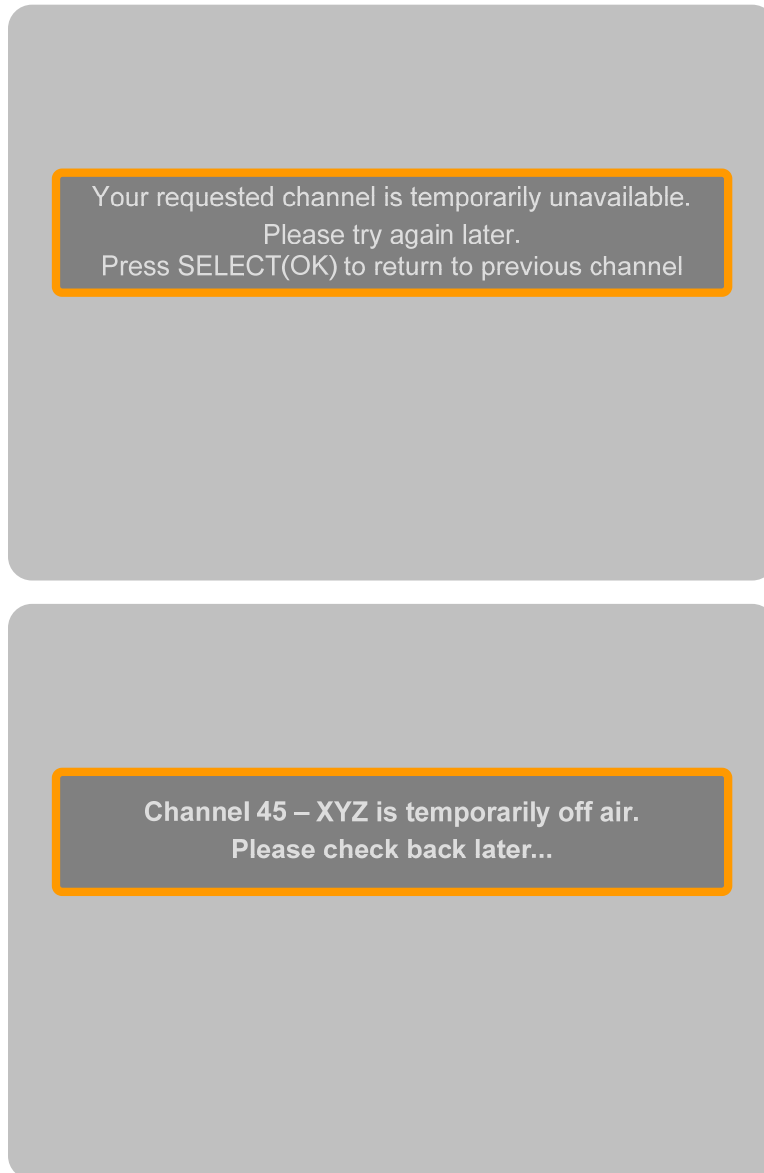 Your requested channel is temporarily unavailable.
Please try again later.
Press SELECT(OK) to return to previous channel
Channel 45 – XYZ is temporarily off air.
Please check back later...